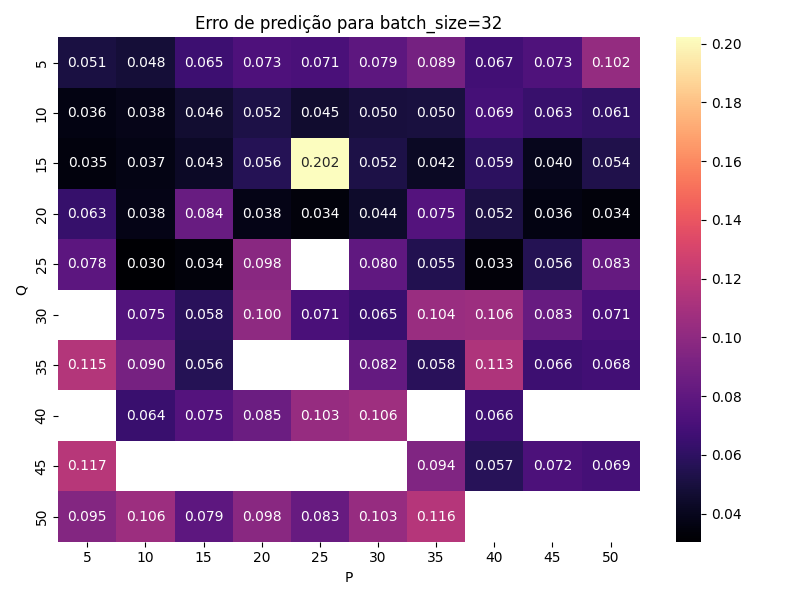 Erro de predição para batch_size=32
5 0.051 0.048 0.065 0.073 0.071 0.079 0.089 0.067 0.073 0.102
10 0.036 0.038 0.046 0.052 0.045 0.050 0.050 0.069 0.063 0.061
15 0.035 0.037 0.043 0.056 0.202 0.052 0.042 0.059 0.040 0.054
20 0.063 0.038 0.084 0.038 0.034 0.044 0.075 0.052 0.036 0.034
25 0.078 0.030 0.034 0.098 0.080 0.055 0.033 0.056 0.083
30 0.075 0.058 0.100 0.071 0.065 0.104 0.106 0.083 0.071
35 0.115 0.090 0.056 0.082 0.058 0.113 0.066 0.068
40 0.064 0.075 0.085 0.103 0.106 0.066
45 0.117 0.094 0.057 0.072 0.069
50 0.095 0.106 0.079 0.098 0.083 0.103 0.116
5 10 15 20 25 30 35 40 45 50
P
Q
0.20
0.18
0.16
0.14
0.12
0.10
0.08
0.06
0.04